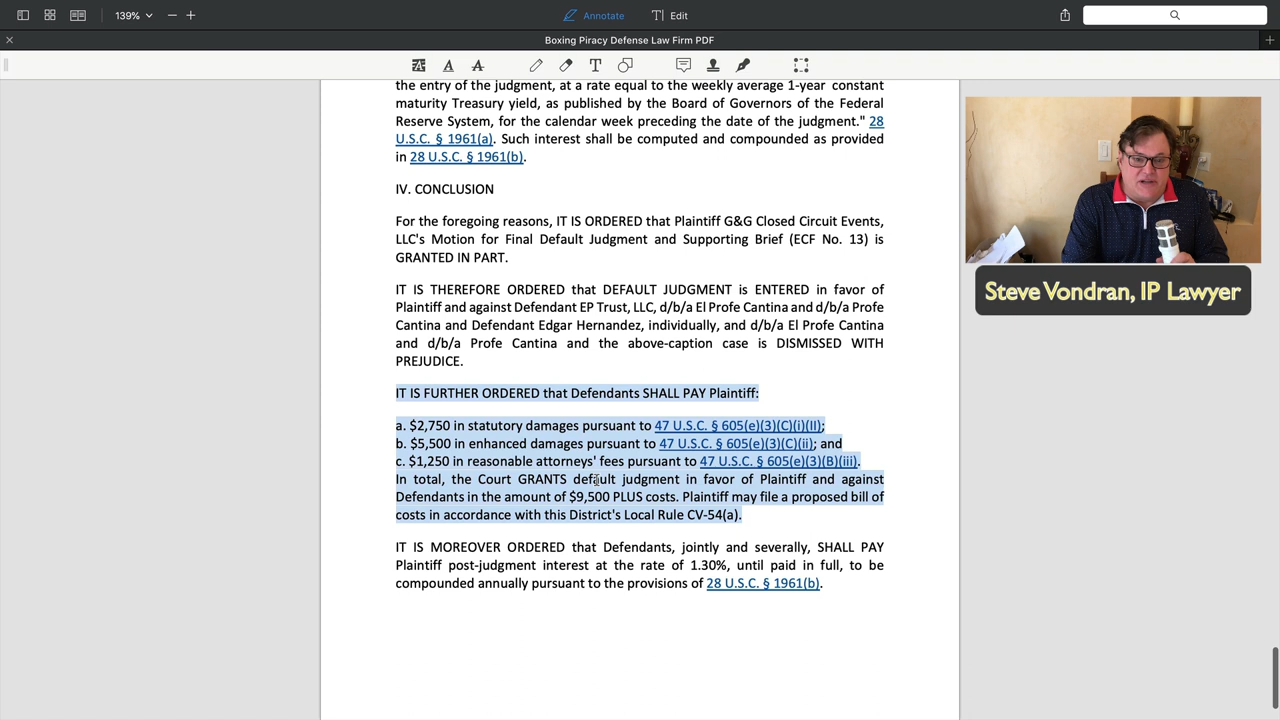 139%
Annotate
Edit
Boxing Piracy Defense Law Firm PDF
the entry of the judgment, at a rate equal to the weekly average 1-year constant
maturity Treasury yield, as published by the Board of Governors of the Federal
Reserve System, for the calendar week preceding the date of the judgment." 28
U.S.C. § 1961(a). Such interest shall be computed and compounded as provided
in 28 U.S.C. § 1961(b).
IV. CONCLUSION
For the foregoing reasons, IT IS ORDERED that Plaintiff G&G Closed Circuit Events,
LLC's Motion for Final Default Judgment and Supporting Brief (ECF No. 13) is
GRANTED IN PART.
IT IS THEREFORE ORDERED that DEFAULT JUDGMENT is ENTERED in favor of
Plaintiff and against Defendant EP Trust, LLC, d/b/a El Profe Cantina and d/b/a Profe
Cantina and Defendant Edgar Hernandez, individually, and d/b/a El Profe Cantina
and d/b/a Profe Cantina and the above-caption case is DISMISSED WITH
PREJUDICE.
IT IS FURTHER ORDERED that Defendants SHALL PAY Plaintiff:
a. $2,750 in statutory damages pursuant to 47 U.S.C. § 605(e)(3)(C)(i)(II);
b. $5,500 in enhanced damages pursuant to 47 U.S.C. § 605(e)(3)(C)(ii); and
c. $1,250 in reasonable attorneys' fees pursuant to 47 U.S.C. § 605(e)(3)(B)(iii).
In total, the Court GRANTS default judgment in favor of Plaintiff and against
Defendants in the amount of $9,500 PLUS costs. Plaintiff may file a proposed bill of
costs in accordance with this District's Local Rule CV-54(a).
IT IS MOREOVER ORDERED that Defendants, jointly and severally, SHALL PAY
Plaintiff post-judgment interest at the rate of 1.30%, until paid in full, to be
compounded annually pursuant to the provisions of 28 U.S.C. § 1961(b).
Steve Vondran, IP Lawyer